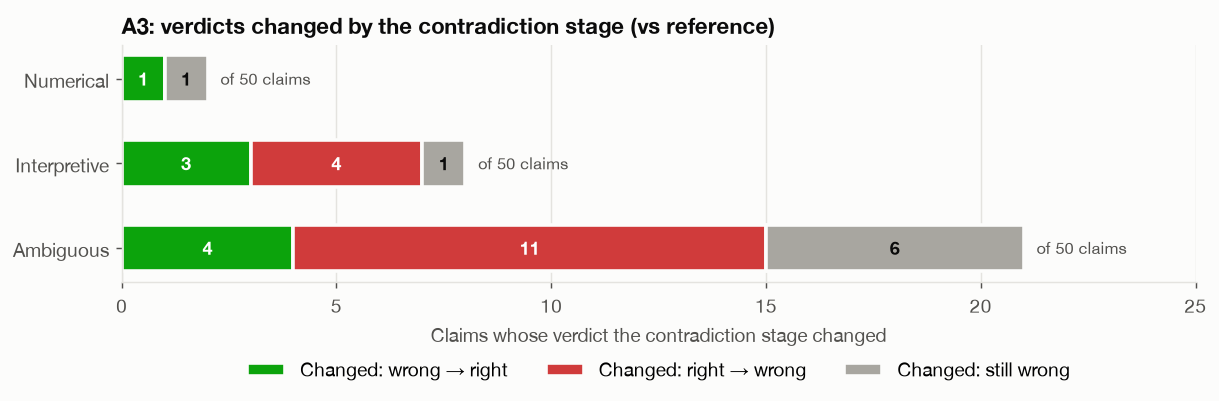 A3: verdicts changed by the contradiction stage (vs reference)
Numerical 1 1 of 50 claims
Interpretive 3 4 1 of 50 claims
Ambiguous 4 11 6 of 50 claims
0 5 10 15 20 25
Claims whose verdict the contradiction stage changed
Changed: wrong → right Changed: right → wrong Changed: still wrong